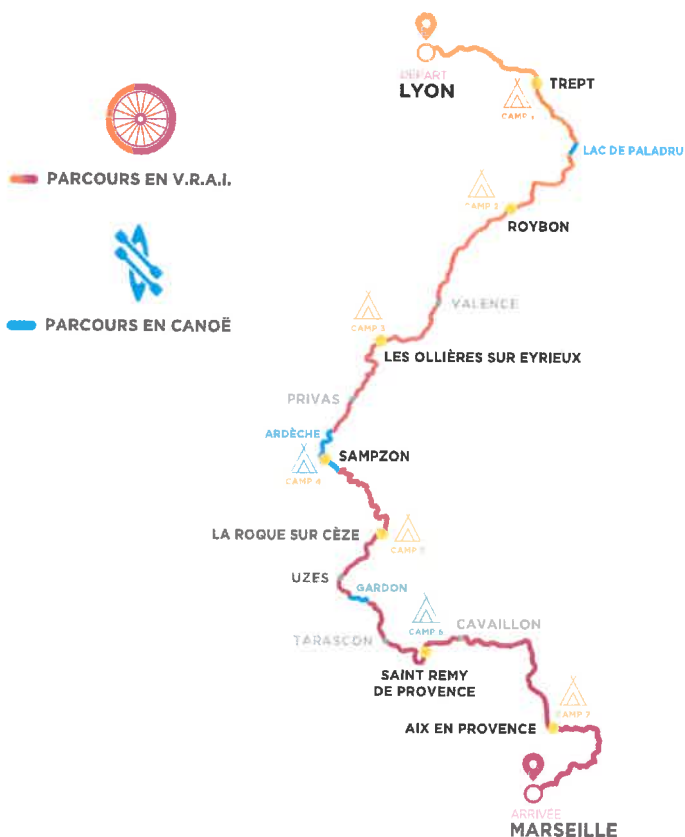 DÉPART
LYON
TREPT
CAMP 1
LAC DE PALADRU
PARCOURS EN V.R.A.I.
CAMP 2
ROYBON
VALENCE
PARCOURS EN CANOË
CAMP 3
LES OLLIÈRES SUR EYRIEUX
PRIVAS
ARDÈCHE
SAMPZON
CAMP 4
LA ROQUE SUR CÈZE
CAMP 5
UZES
GARDON
CAMP 6
CAVAILLON
TARASCON
SAINT REMY
DE PROVENCE
CAMP 7
AIX EN PROVENCE
ARRIVÉE
MARSEILLE